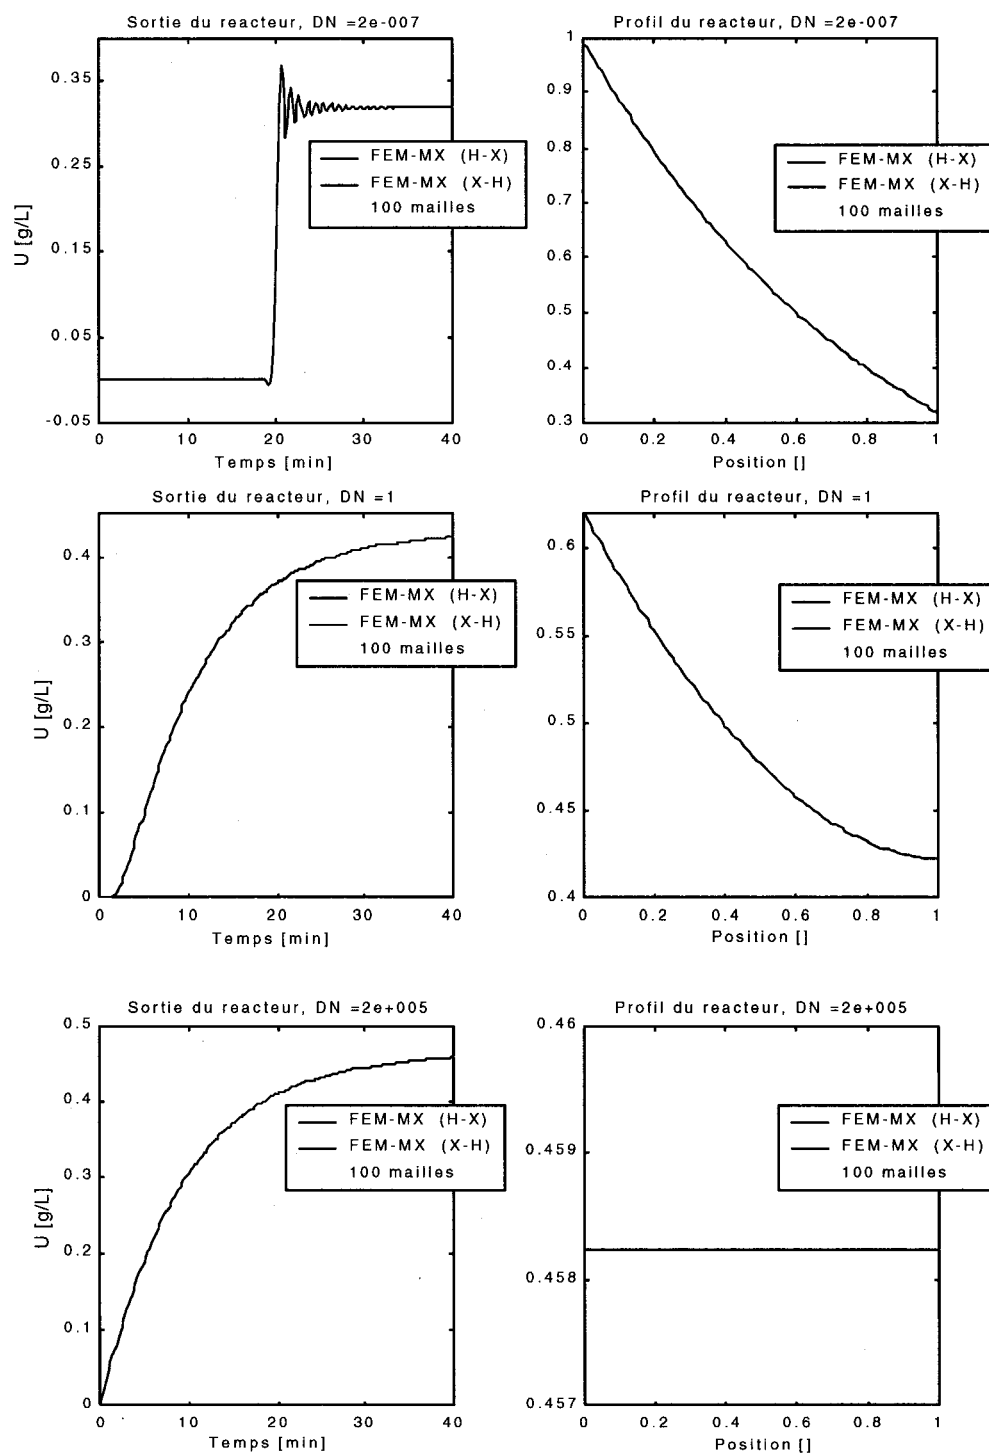 Sortie du reacteur, DN =2e-007
0.35
0.25
0.15
0.05
-0.05
U [g/L]
0 10 20 30 40
Temps [min]
FEM-MX (H-X)
FEM-MX (X-H)
100 mailles
Profil du reacteur, DN =2e-007
1
0.9
0.8
0.7
0.6
0.5
0.4
0.3
0 0.2 0.4 0.6 0.8 1
Position []
FEM-MX (H-X)
FEM-MX (X-H)
100 mailles
Sortie du reacteur, DN =1
0.4
0.3
0.2
0.1
0
U [g/L]
0 10 20 30 40
Temps [min]
FEM-MX (H-X)
FEM-MX (X-H)
100 mailles
Profil du reacteur, DN =1
0.6
0.55
0.5
0.45
0.4
0 0.2 0.4 0.6 0.8 1
Position []
FEM-MX (H-X)
FEM-MX (X-H)
100 mailles
Sortie du reacteur, DN =2e+005
0.5
0.4
0.3
0.2
0.1
0
U [g/L]
0 10 20 30 40
Temps [min]
FEM-MX (H-X)
FEM-MX (X-H)
100 mailles
Profil du reacteur, DN =2e+005
0.46
0.459
0.458
0.457
0 0.2 0.4 0.6 0.8 1
Position []
FEM-MX (H-X)
FEM-MX (X-H)
100 mailles